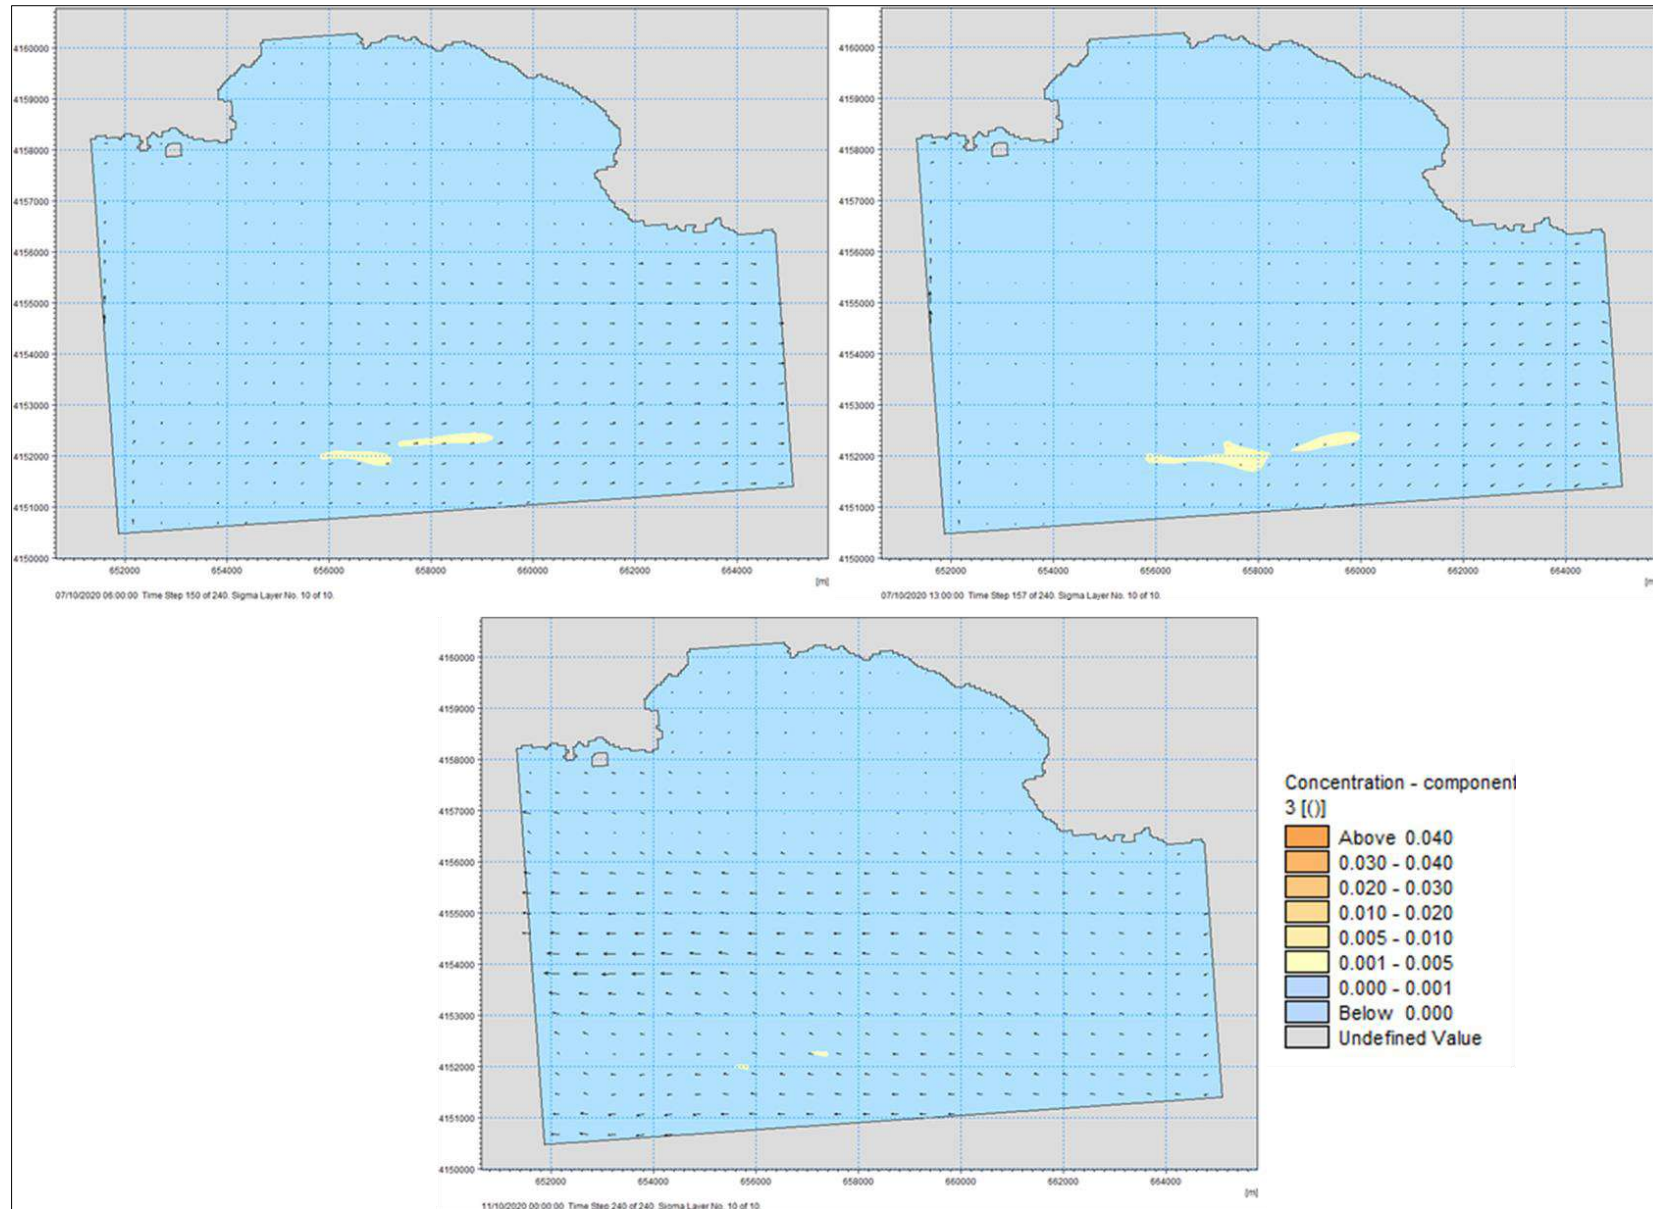 4160000
4159000
4158000
4157000
4156000
4155000
4154000
4153000
4152000
4151000
4150000
652000 654000 656000 658000 660000 662000 664000
[m]
07/10/2020 06:00:00 Time Step 150 of 240. Sigma Layer No. 10 of 10.
4160000
4159000
4158000
4157000
4156000
4155000
4154000
4153000
4152000
4151000
4150000
652000 654000 656000 658000 660000 662000 664000
07/10/2020 13:00:00 Time Step 157 of 240. Sigma Layer No. 10 of 10.
4160000
4159000
4158000
4157000
4156000
4155000
4154000
4153000
4152000
4151000
4150000
652000 654000 656000 658000 660000 662000 664000
[m]
11/10/2020 00:00:00 Time Step 240 of 240. Sigma Layer No. 10 of 10.
Concentration - component
3 [()]
Above 0.040
0.030 - 0.040
0.020 - 0.030
0.010 - 0.020
0.005 - 0.010
0.001 - 0.005
0.000 - 0.001
Below 0.000
Undefined Value